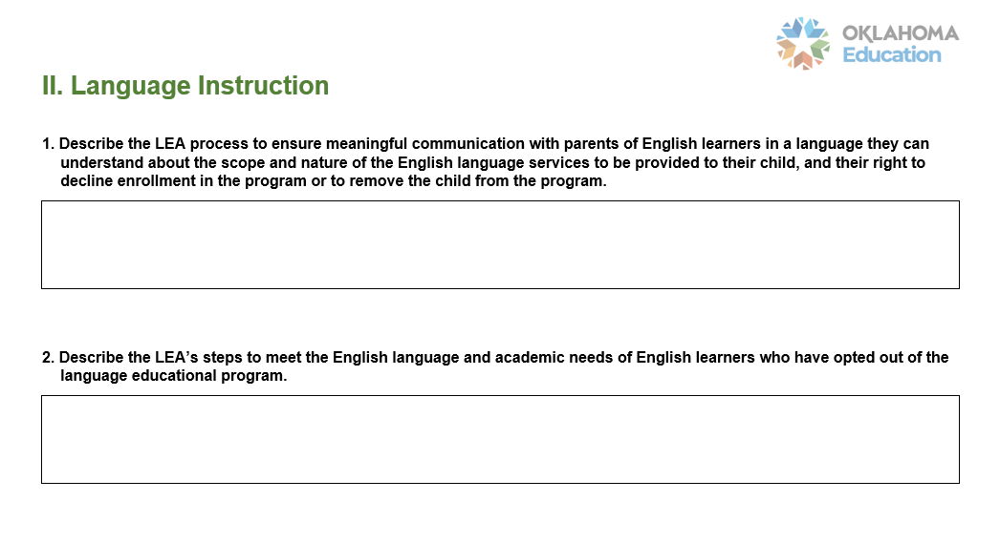 OKLAHOMA
Education
II. Language Instruction
1. Describe the LEA process to ensure meaningful communication with parents of English learners in a language they can
understand about the scope and nature of the English language services to be provided to their child, and their right to
decline enrollment in the program or to remove the child from the program.
2. Describe the LEA’s steps to meet the English language and academic needs of English learners who have opted out of the
language educational program.